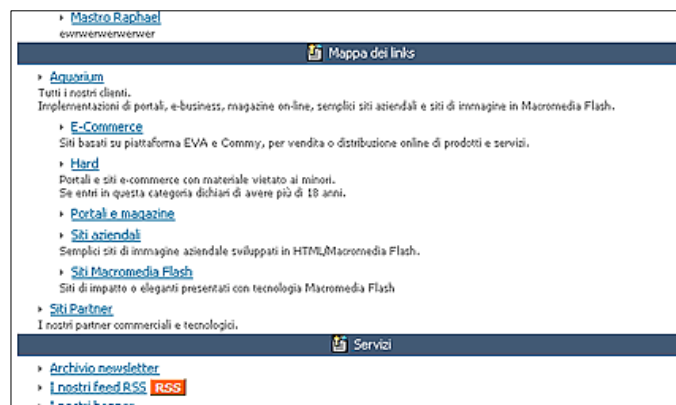 Mastro Raphael
ewrwerwerwerwer
Mappa dei links
Aquarium
Tutti i nostri clienti.
Implementazioni di portali, e-business, magazine on-line, semplici siti aziendali e siti di immagine in Macromedia Flash.
E-Commerce
Siti basati su piattaforma EVA e Commy, per vendita o distribuzione online di prodotti e servizi.
Hard
Portali e siti e-commerce con materiale vietato ai minori.
Se entri in questa categoria dichiari di avere più di 18 anni.
Portali e magazine
Siti aziendali
Semplici siti di immagine aziendale sviluppati in HTML/Macromedia Flash.
Siti Macromedia Flash
Siti di impatto o eleganti presentati con tecnologia Macromedia Flash
Siti Partner
I nostri partner commerciali e tecnologici.
Servizi
Archivio newsletter
I nostri feed RSS RSS
I nostri banner